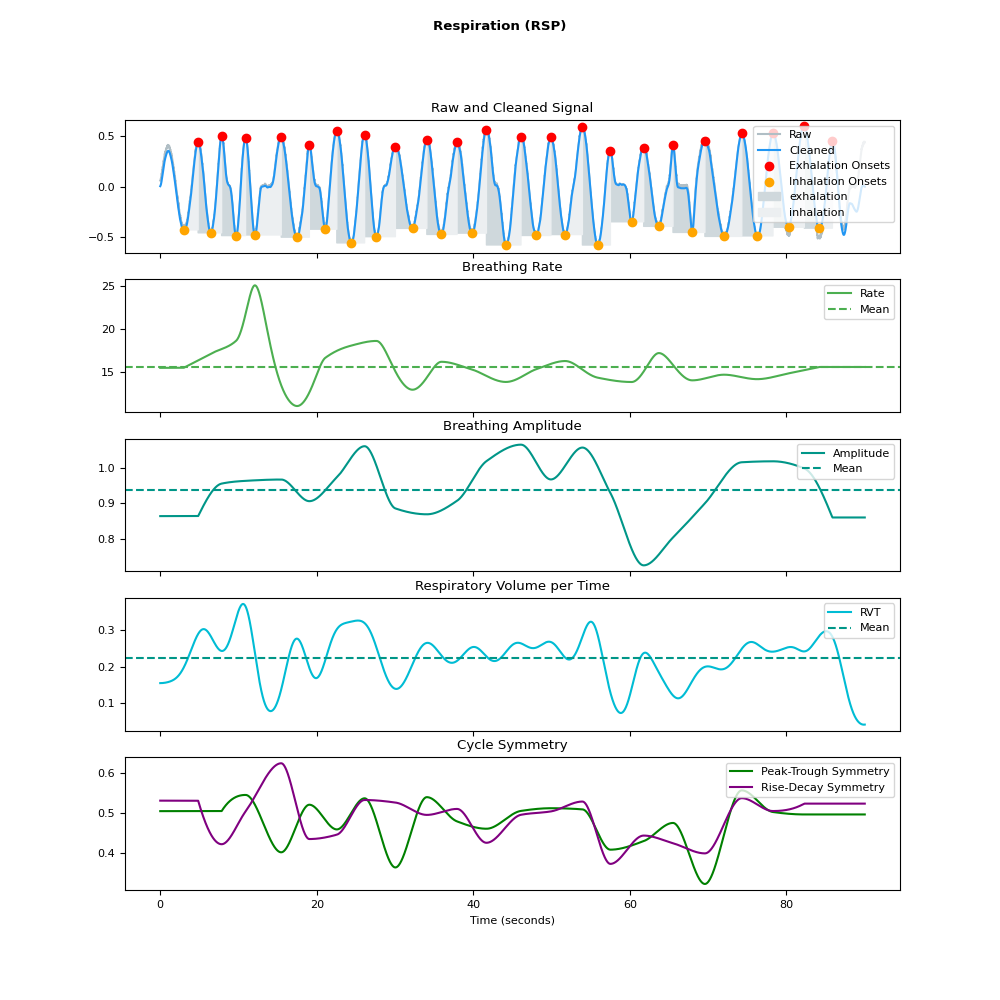 Respiration (RSP)
Raw and Cleaned Signal
0.5
0.0
−0.5
Raw
Cleaned
Exhalation Onsets
Inhalation Onsets
exhalation
inhalation
Breathing Rate
25
20
15
Rate
Mean
Breathing Amplitude
1.0
0.9
0.8
Amplitude
Mean
Respiratory Volume per Time
0.3
0.2
0.1
RVT
Mean
Cycle Symmetry
0.6
0.5
0.4
Peak-Trough Symmetry
Rise-Decay Symmetry
0 20 40 60 80
Time (seconds)